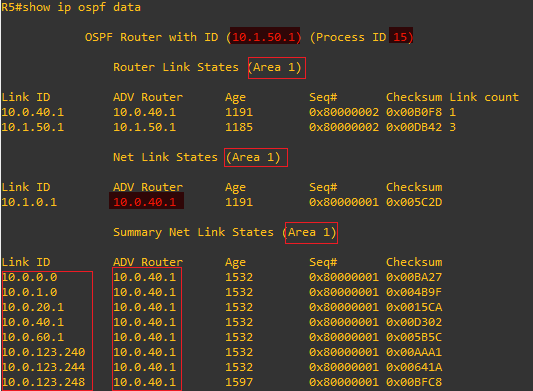 R5#show ip ospf data
OSPF Router with ID (10.1.50.1) (Process ID 15)
Router Link States (Area 1)
Link ID ADV Router Age Seq# Checksum Link count
10.0.40.1 10.0.40.1 1191 0x80000002 0x00B0F8 1
10.1.50.1 10.1.50.1 1185 0x80000002 0x00DB42 3
Net Link States (Area 1)
Link ID ADV Router Age Seq# Checksum
10.1.0.1 10.0.40.1 1191 0x80000001 0x005C2D
Summary Net Link States (Area 1)
Link ID ADV Router Age Seq# Checksum
10.0.0.0 10.0.40.1 1532 0x80000001 0x00BA27
10.0.1.0 10.0.40.1 1532 0x80000001 0x004B9F
10.0.20.1 10.0.40.1 1532 0x80000001 0x0015CA
10.0.40.1 10.0.40.1 1532 0x80000001 0x00D302
10.0.60.1 10.0.40.1 1532 0x80000001 0x005B5C
10.0.123.240 10.0.40.1 1532 0x80000001 0x00AAA1
10.0.123.244 10.0.40.1 1532 0x80000001 0x00641A
10.0.123.248 10.0.40.1 1597 0x80000001 0x00BFC8